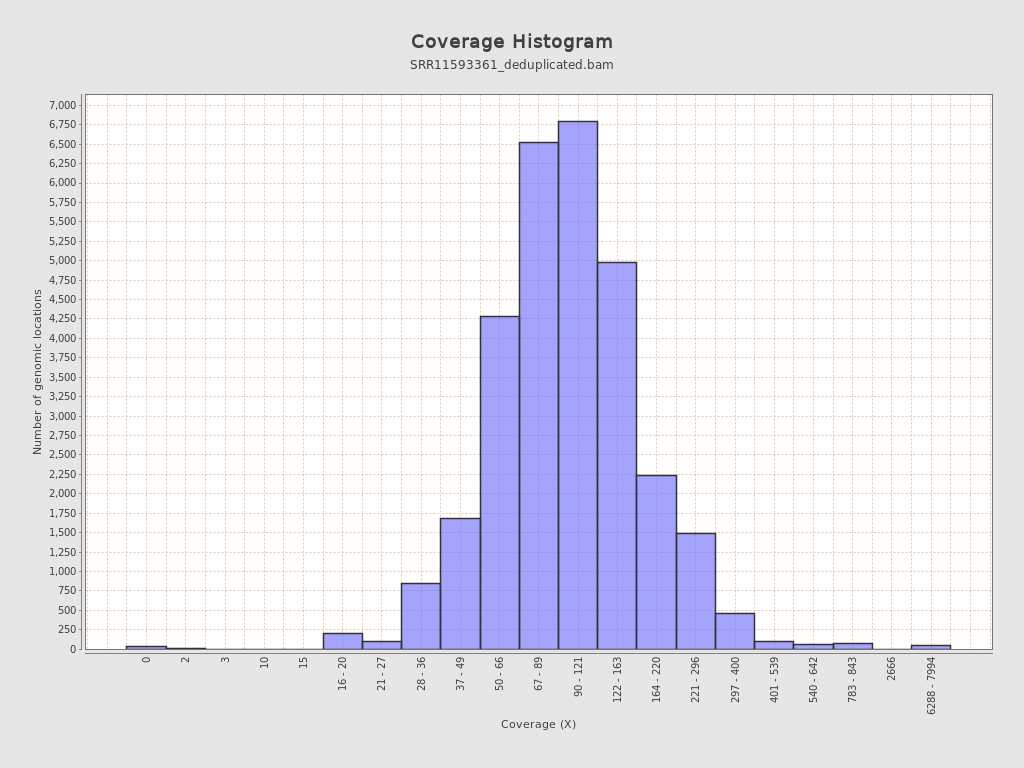 Coverage Histogram
SRR11593361_deduplicated.bam
Number of genomic locations
7,000
6,750
6,500
6,250
6,000
5,750
5,500
5,250
5,000
4,750
4,500
4,250
4,000
3,750
3,500
3,250
3,000
2,750
2,500
2,250
2,000
1,750
1,500
1,250
1,000
750
500
250
0
0
2
3
10
15
16 - 20
21 - 27
28 - 36
37 - 49
50 - 66
67 - 89
90 - 121
122 - 163
164 - 220
221 - 296
297 - 400
401 - 539
540 - 642
783 - 843
2666
6288 - 7994
Coverage (X)